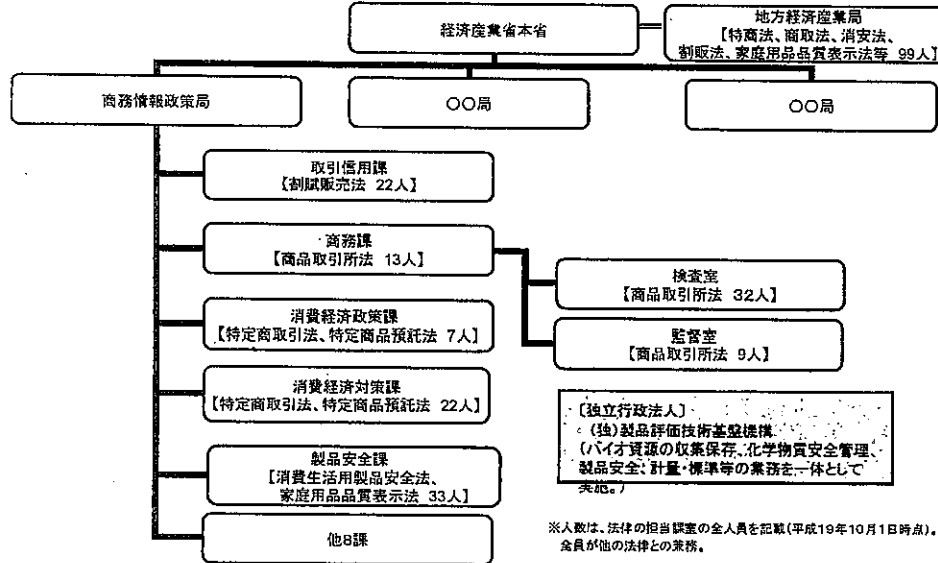 経済産業省本省
地方経済産業局
【特商法、商取法、消安法、
割販法、家庭用品品質表示法等 99人】
商務情報政策局
〇〇局
〇〇局
取引信用課
【割賦販売法 22人】
商務課
【商品取引所法 13人】
検査室
【商品取引所法 32人】
消費経済政策課
【特定商取引法、特定商品預託法 7人】
監督室
【商品取引所法 9人】
消費経済対策課
【特定商取引法、特定商品預託法 22人】
〔独立行政法人〕
(独)製品評価技術基盤機構
(バイオ資源の収集保存、化学物質安全管理、
製品安全、計量・標準等の業務を一体として
実施。)
製品安全課
【消費生活用製品安全法、
家庭用品品質表示法 33人】
他8課
※人数は、法律の担当課室の全人員を記載(平成19年10月1日時点)。
全員が他の法律との兼務。